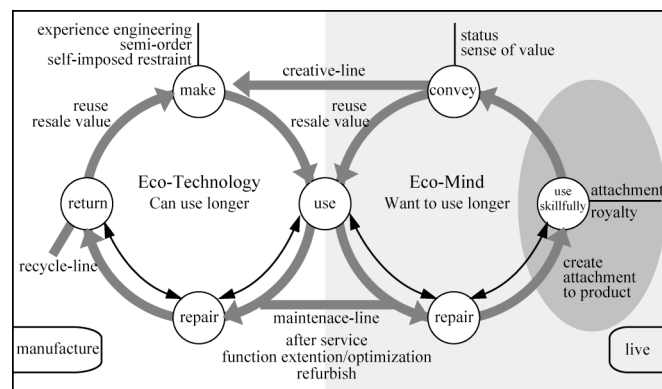 experience engineering
semi-order
self-imposed restraint
status
sense of value
make
creative-line
convey
reuse
resale value
reuse
resale value
Eco-Technology
Can use longer
Eco-Mind
Want to use longer
return
use
use
skillfully
attachment
royalty
recycle-line
create
attachment
to product
repair
maintenace-line
repair
after service
function extention/optimization
refurbish
manufacture
live